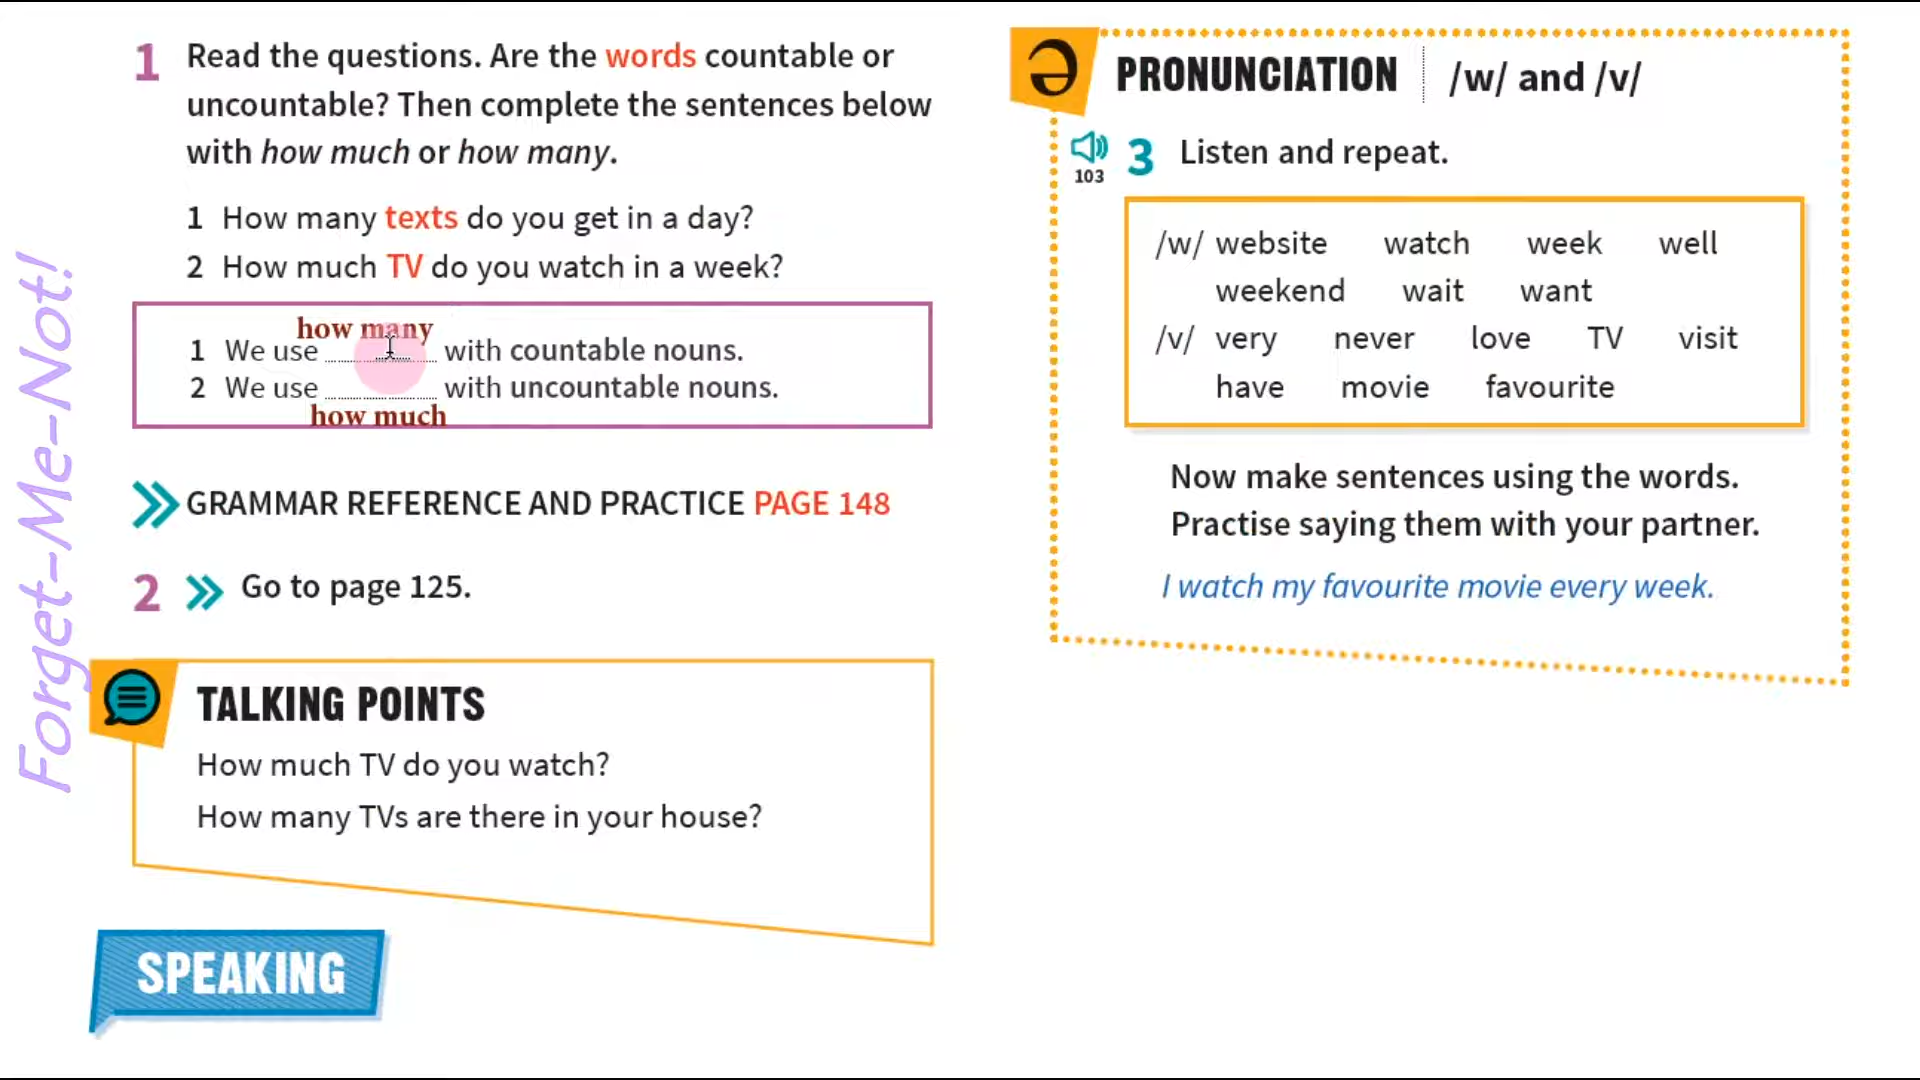 1 Read the questions. Are the words countable or
uncountable? Then complete the sentences below
with how much or how many.
1 How many texts do you get in a day?
2 How much TV do you watch in a week?
how many
1 We use ........ with countable nouns.
2 We use ........ with uncountable nouns.
how much
GRAMMAR REFERENCE AND PRACTICE PAGE 148
2 Go to page 125.
TALKING POINTS
How much TV do you watch?
How many TVs are there in your house?
SPEAKING
Forget-Me-Not!
ə PRONUNCIATION /w/ and /v/
103 3 Listen and repeat.
/w/ website watch week well
weekend wait want
/v/ very never love TV visit
have movie favourite
Now make sentences using the words.
Practise saying them with your partner.
I watch my favourite movie every week.